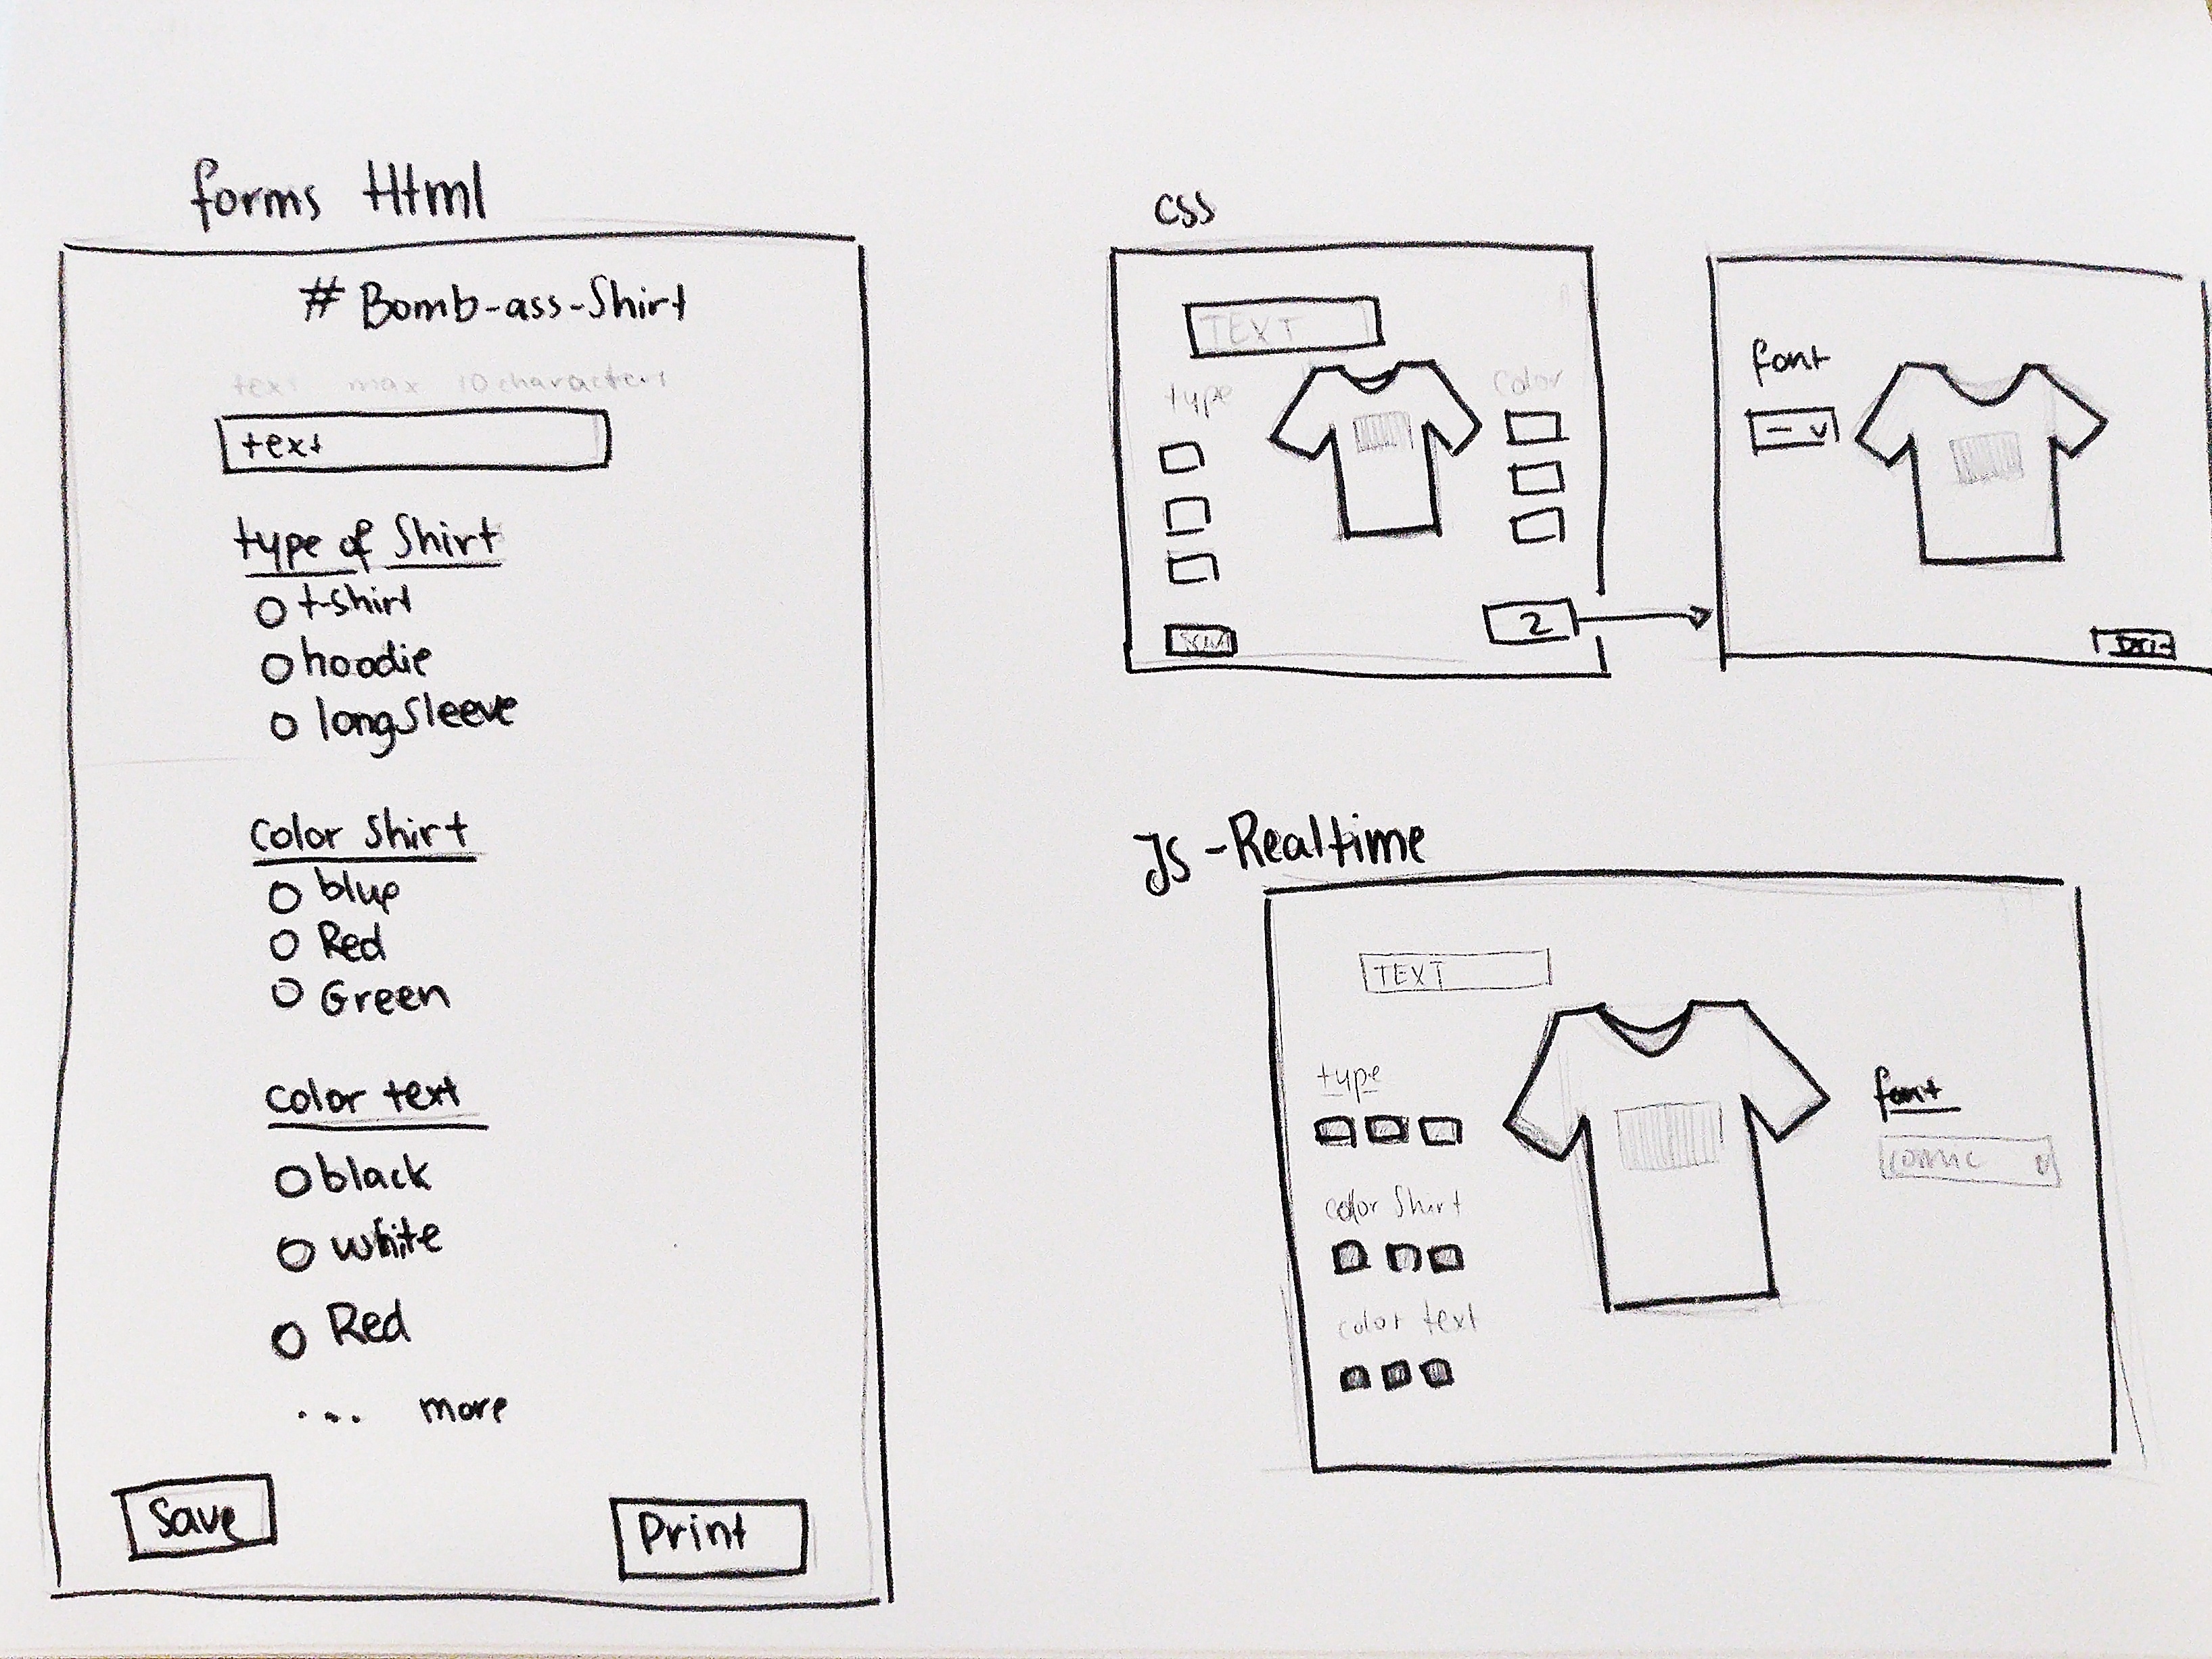 forms Html
# Bomb-ass-Shirt
text max 10 characters
text
type of Shirt
t-shirt
hoodie
longSleeve
Color Shirt
blue
Red
Green
Color text
black
white
Red
.... more
Save
Print
CSS
TEXT
type
Color
2
font
JS - Realtime
TEXT
type
color Shirt
color text
font
comic